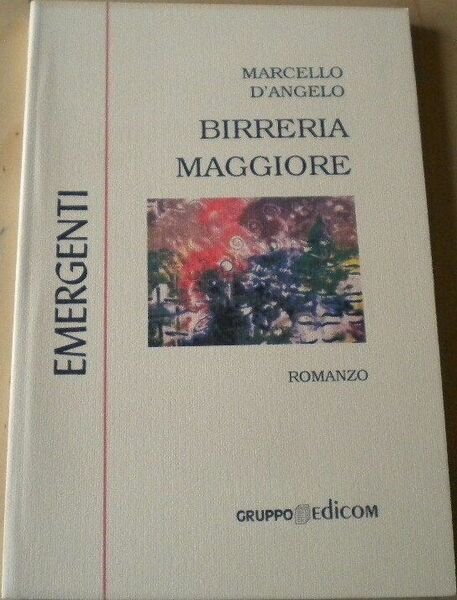 MARCELLO
D'ANGELO
BIRRERIA
MAGGIORE
EMERGENTI
ROMANZO
GRUPPO EDICOM